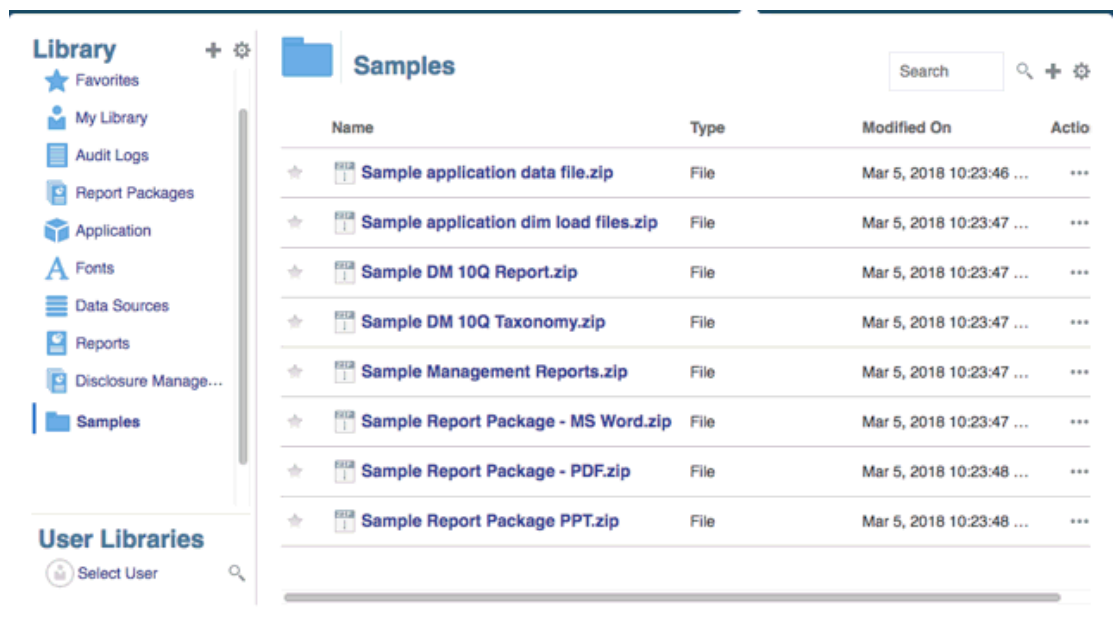 Library
Favorites
My Library
Audit Logs
Report Packages
Application
Fonts
Data Sources
Reports
Disclosure Manage...
Samples
User Libraries
Select User
Samples
Search
Name Type Modified On Actio
Sample application data file.zip File Mar 5, 2018 10:23:46 ...
Sample application dim load files.zip File Mar 5, 2018 10:23:47 ...
Sample DM 10Q Report.zip File Mar 5, 2018 10:23:47 ...
Sample DM 10Q Taxonomy.zip File Mar 5, 2018 10:23:47 ...
Sample Management Reports.zip File Mar 5, 2018 10:23:47 ...
Sample Report Package - MS Word.zip File Mar 5, 2018 10:23:47 ...
Sample Report Package - PDF.zip File Mar 5, 2018 10:23:48 ...
Sample Report Package PPT.zip File Mar 5, 2018 10:23:48 ...